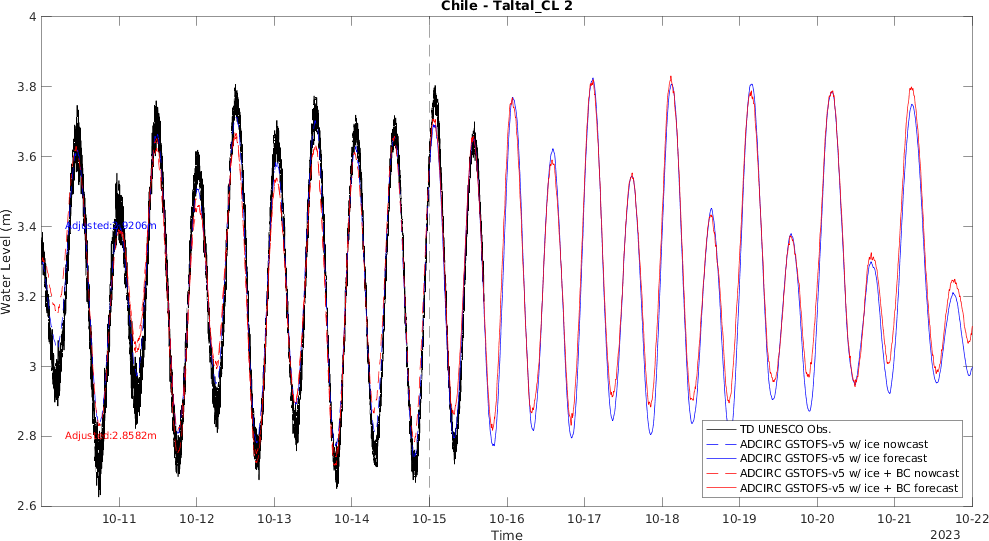 Chile - Taltal_CL 2
Water Level (m)
4
3.8
3.6
3.4
3.2
3
2.8
2.6
Adjusted:
9206m
Adjusted:2.8582m
TD UNESCO Obs.
ADCIRC GSTOFS-v5 w/ ice nowcast
ADCIRC GSTOFS-v5 w/ ice forecast
ADCIRC GSTOFS-v5 w/ ice + BC nowcast
ADCIRC GSTOFS-v5 w/ ice + BC forecast
10-11 10-12 10-13 10-14 10-15 10-16 10-17 10-18 10-19 10-20 10-21 10-22
Time
2023